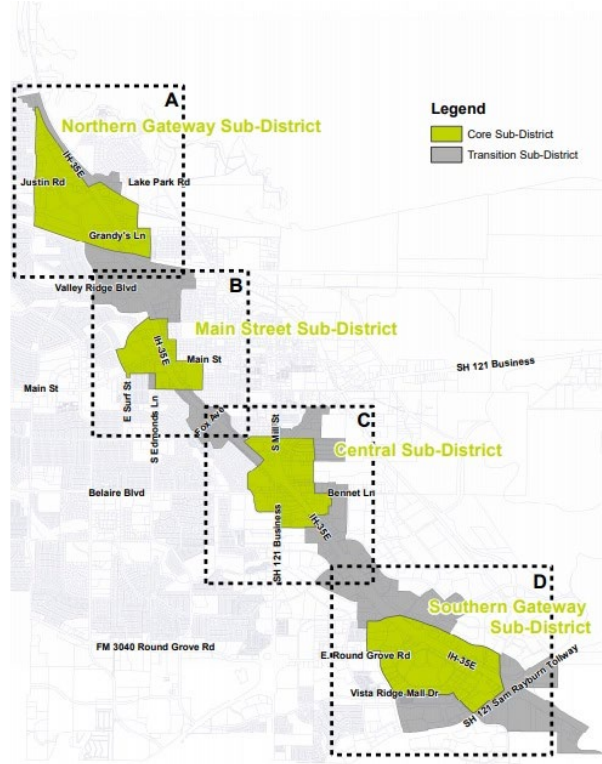 A
Northern Gateway Sub-District
Legend
Core Sub-District
Transition Sub-District
IH-35E
Justin Rd
Lake Park Rd
Grandy's Ln
Valley Ridge Blvd
B
Main Street Sub-District
IH-35E
Main St
SH 121 Business
Main St
E Surf St
S Edmonds Ln
Fox Ave
C
S Mill St
Central Sub-District
Belaire Blvd
Bennet Ln
IH-35E
SH 121 Business
D
Southern Gateway
Sub-District
FM 3040 Round Grove Rd
E. Round Grove Rd
IH-35E
Vista Ridge Mall Dr
SH 121 Sam Rayburn Tollway